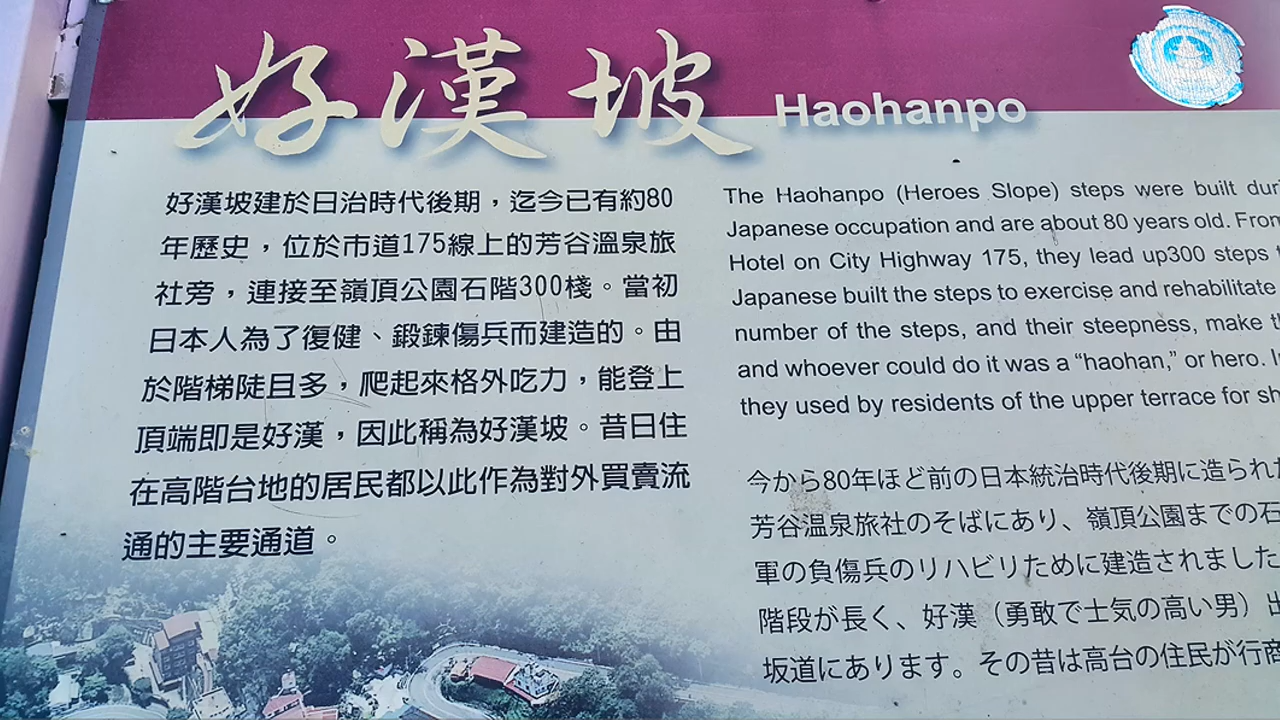 好漢坡 Haohanpo
好漢坡建於日治時代後期，迄今已有約80
年歷史，位於市道175線上的芳谷溫泉旅
社旁，連接至嶺頂公園石階300棧。當初
日本人為了復健、鍛鍊傷兵而建造的。由
於階梯陡且多，爬起來格外吃力，能登上
頂端即是好漢，因此稱為好漢坡。昔日住
在高階台地的居民都以此作為對外買賣流
通的主要通道。
The Haohanpo (Heroes Slope) steps were built
Japanese occupation and are about 80 years old.
Hotel on City Highway 175, they lead up300 steps
Japanese built the steps to exercise and rehabilitate
number of the steps, and their steepness, make
and whoever could do it was a “haohan,” or hero.
they used by residents of the upper terrace for
今から80年ほど前の日本統治時代後期に造られ
芳谷温泉旅社のそばにあり、嶺頂公園までの石
軍の負傷兵のリハビリために建造されました
階段が長く、好漢（勇敢で士気の高い男）出
坂道にあります。その昔は高台の住民が行商